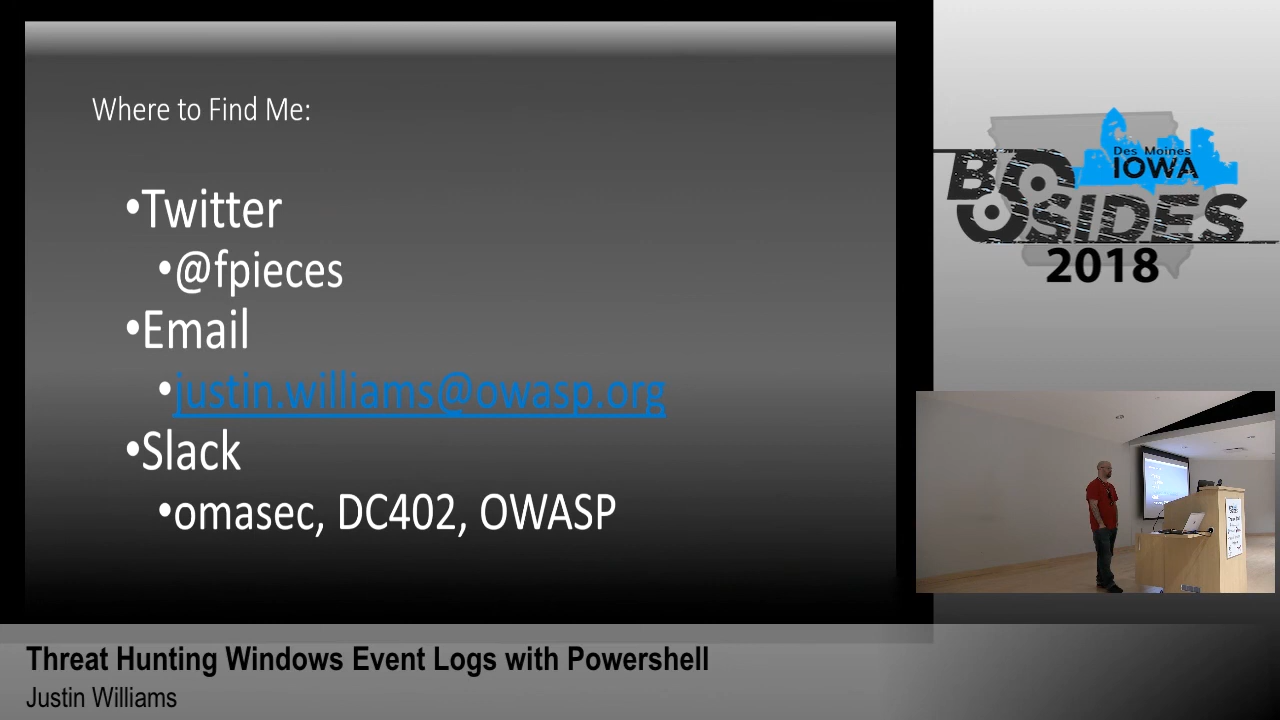 Where to Find Me:
•Twitter
•@fpieces
•Email
•justin.williams@owasp.org
•Slack
•omasec, DC402, OWASP
Des Moines
IOWA
BSIDES
2018
Threat Hunting Windows Event Logs with Powershell
Justin Williams